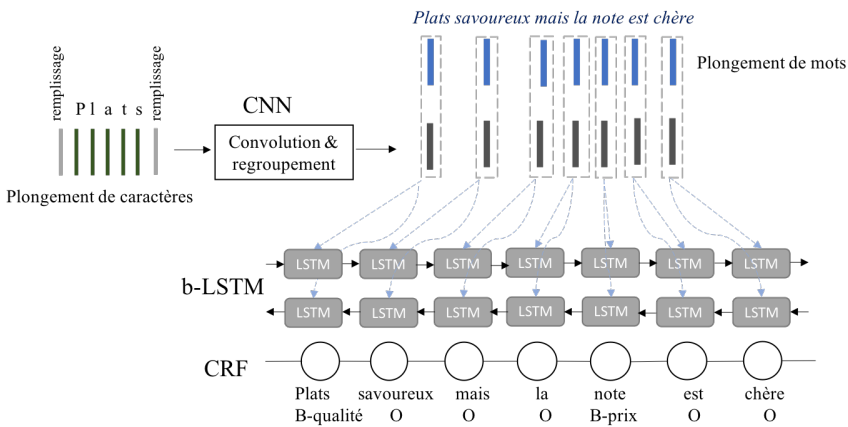 Plats savoureux mais la note est chère
Plongement de mots
remplissage
P l a t s
remplissage
CNN
Convolution &
regroupement
Plongement de caractères
LSTM LSTM LSTM LSTM LSTM LSTM LSTM
b-LSTM
LSTM LSTM LSTM LSTM LSTM LSTM LSTM
CRF
Plats savoureux mais la note est chère
B-qualité O O O B-prix O O